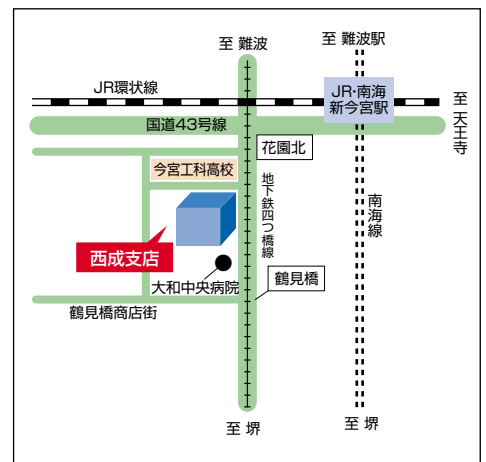 至 難波
至 難波駅
JR環状線
JR・南海
新今宮駅
至 天王寺
国道43号線
花園北
今宮工科高校
地下鉄四つ橋線
南海線
西成支店
大和中央病院
鶴見橋
鶴見橋商店街
至 堺
至 堺